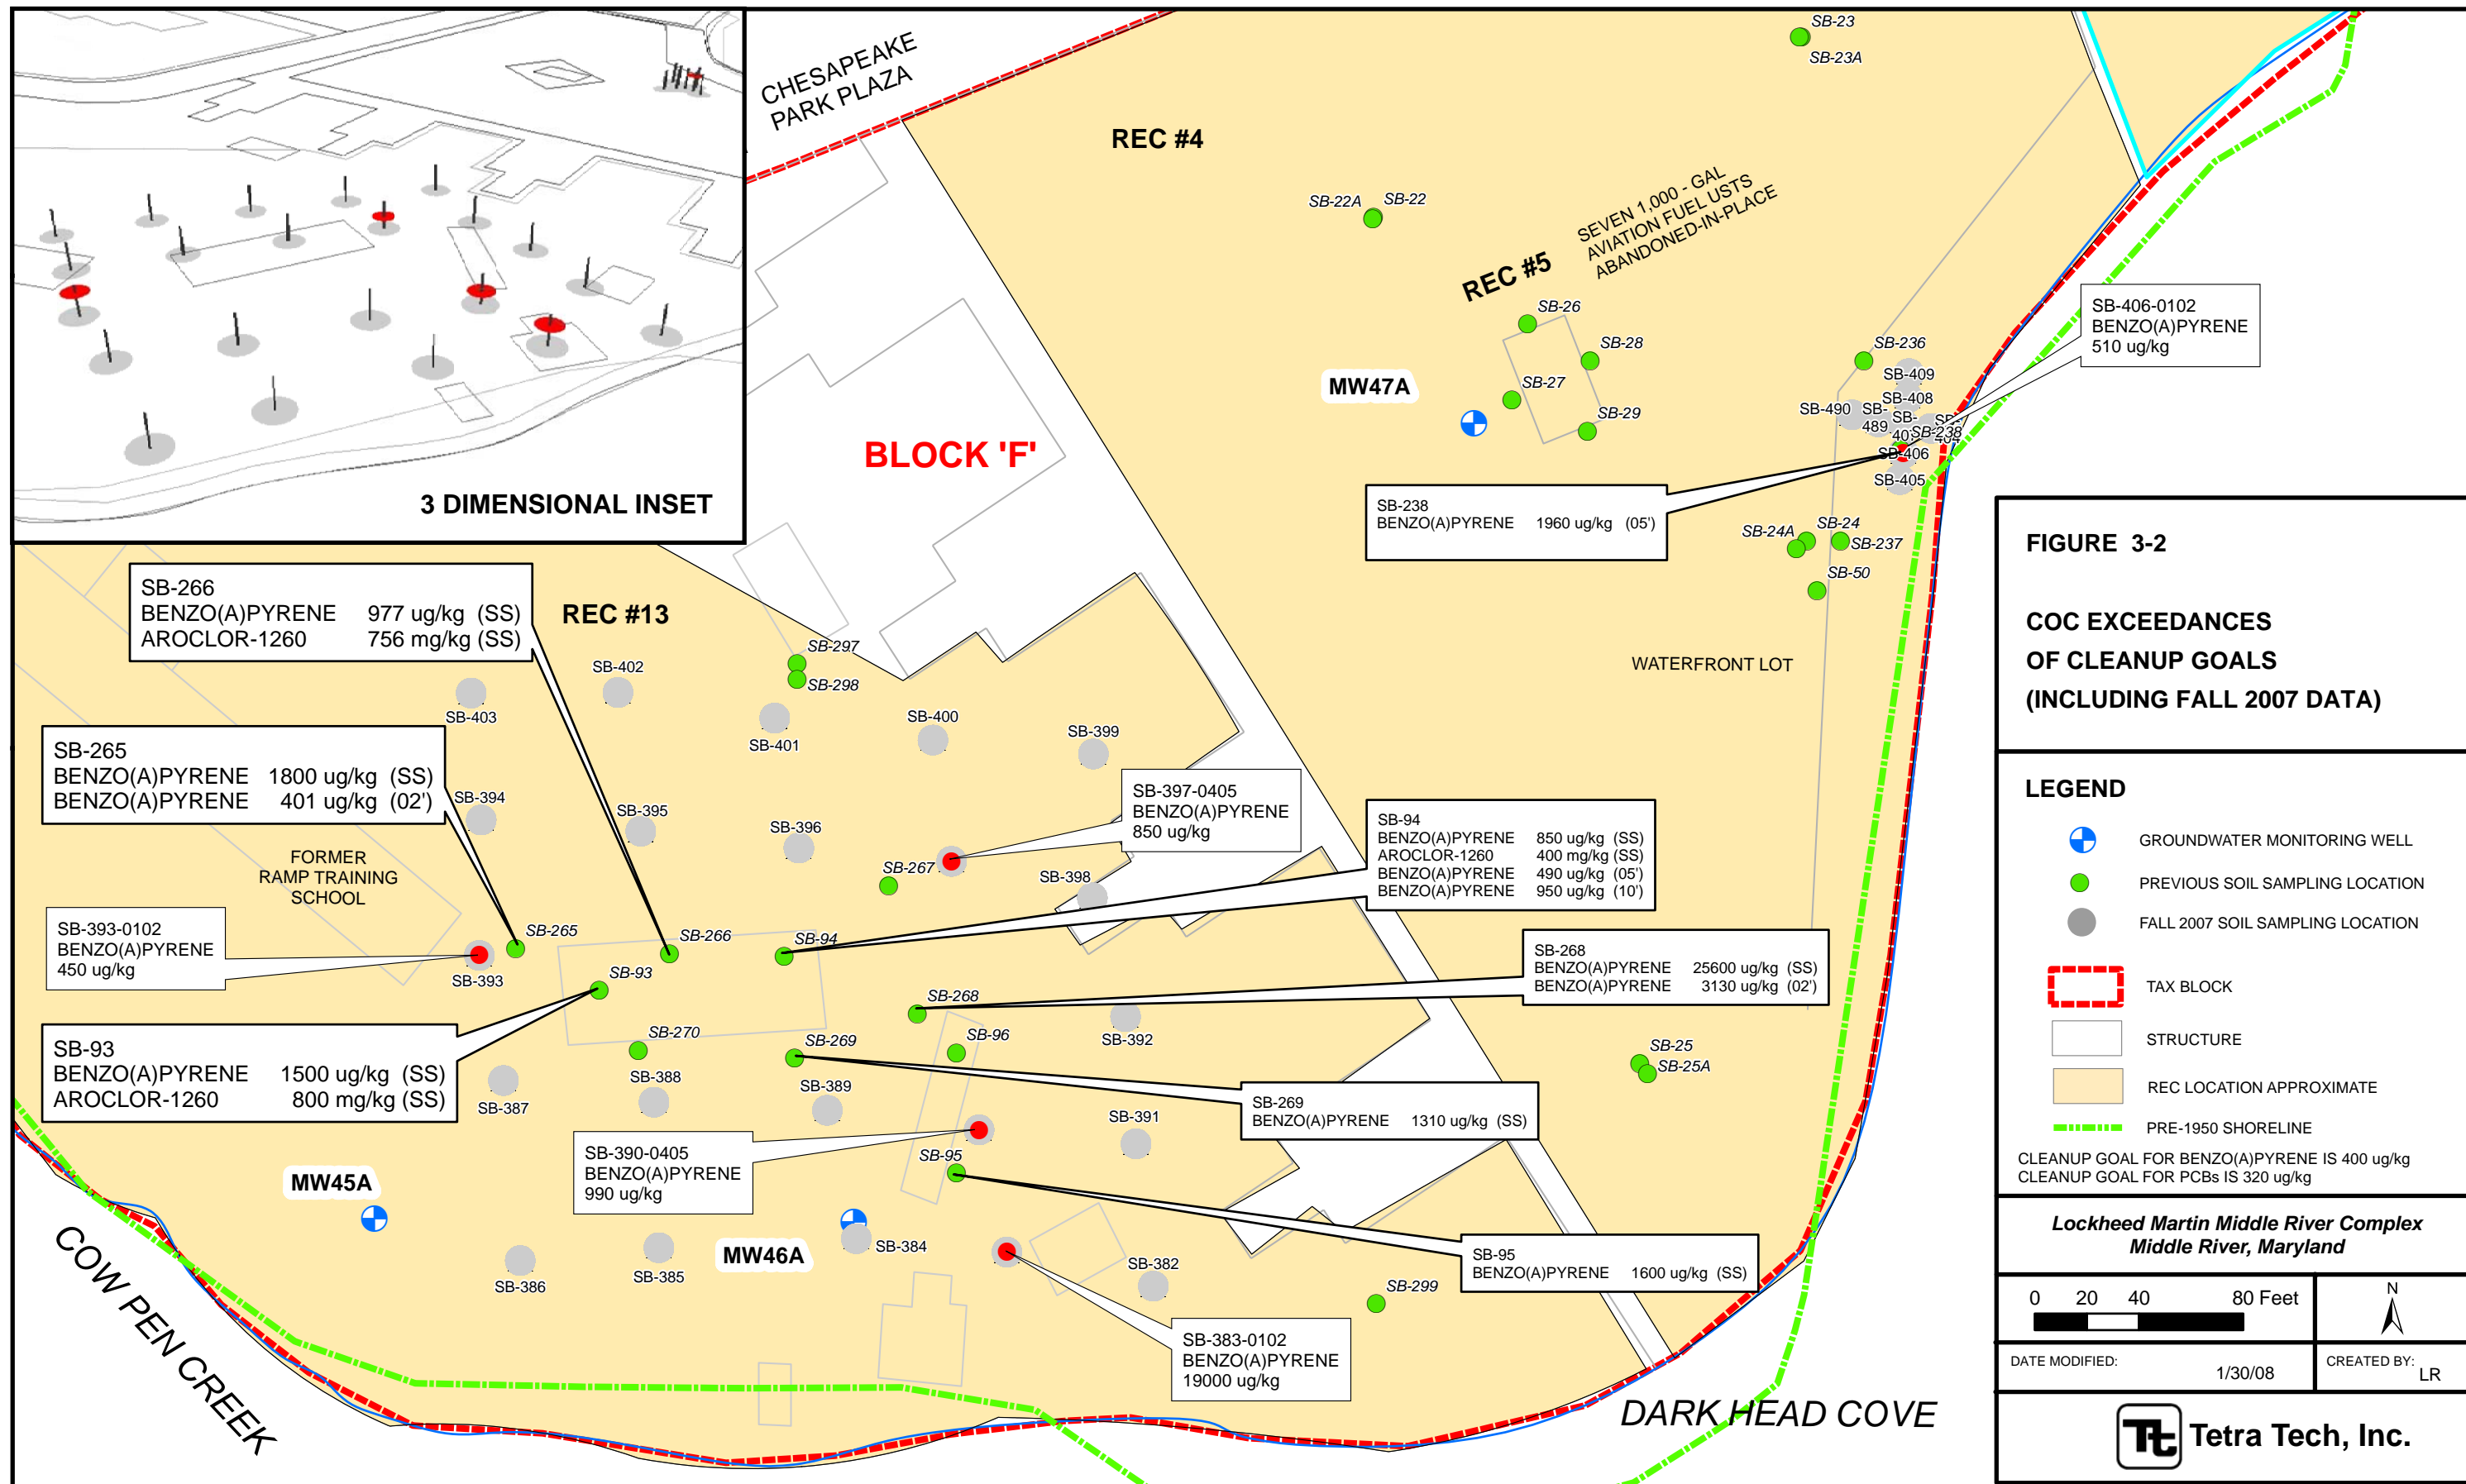 3 DIMENSIONAL INSET
CHESAPEAKE
PARK PLAZA
REC #4
SB-23
SB-23A
SB-22A
SB-22
SEVEN 1,000 - GAL
AVIATION FUEL USTS
ABANDONED-IN-PLACE
REC #5
SB-26
SB-28
SB-27
SB-29
MW47A
BLOCK 'F'
SB-406-0102
BENZO(A)PYRENE
510 ug/kg
SB-236
SB-409
SB-408
SB-490
SB-
489
SB-
SB-238
SB-406
SB-405
SB-238
BENZO(A)PYRENE 1960 ug/kg (05')
SB-24A
SB-24
SB-237
SB-50
WATERFRONT LOT
SB-266
BENZO(A)PYRENE 977 ug/kg (SS)
AROCLOR-1260 756 mg/kg (SS)
REC #13
SB-297
SB-298
SB-402
SB-403
SB-401
SB-400
SB-399
SB-265
BENZO(A)PYRENE 1800 ug/kg (SS)
BENZO(A)PYRENE 401 ug/kg (02')
SB-394
SB-395
SB-396
SB-397-0405
BENZO(A)PYRENE
850 ug/kg
SB-94
BENZO(A)PYRENE 850 ug/kg (SS)
AROCLOR-1260 400 mg/kg (SS)
BENZO(A)PYRENE 490 ug/kg (05')
BENZO(A)PYRENE 950 ug/kg (10')
FORMER
RAMP TRAINING
SCHOOL
SB-267
SB-398
SB-393-0102
BENZO(A)PYRENE
450 ug/kg
SB-265
SB-266
SB-94
SB-393
SB-93
SB-268
BENZO(A)PYRENE 25600 ug/kg (SS)
BENZO(A)PYRENE 3130 ug/kg (02')
SB-268
SB-93
BENZO(A)PYRENE 1500 ug/kg (SS)
AROCLOR-1260 800 mg/kg (SS)
SB-270
SB-269
SB-96
SB-392
SB-25
SB-25A
SB-387
SB-388
SB-389
SB-269
BENZO(A)PYRENE 1310 ug/kg (SS)
SB-391
SB-390-0405
BENZO(A)PYRENE
990 ug/kg
SB-95
MW45A
MW46A
SB-384
SB-386
SB-385
SB-382
SB-95
BENZO(A)PYRENE 1600 ug/kg (SS)
SB-299
SB-383-0102
BENZO(A)PYRENE
19000 ug/kg
COW PEN CREEK
DARK HEAD COVE
FIGURE 3-2
COC EXCEEDANCES
OF CLEANUP GOALS
(INCLUDING FALL 2007 DATA)
LEGEND
GROUNDWATER MONITORING WELL
PREVIOUS SOIL SAMPLING LOCATION
FALL 2007 SOIL SAMPLING LOCATION
TAX BLOCK
STRUCTURE
REC LOCATION APPROXIMATE
PRE-1950 SHORELINE
CLEANUP GOAL FOR BENZO(A)PYRENE IS 400 ug/kg
CLEANUP GOAL FOR PCBs IS 320 ug/kg
Lockheed Martin Middle River Complex
Middle River, Maryland
0 20 40 80 Feet
N
DATE MODIFIED: 1/30/08
CREATED BY: LR
Tt Tetra Tech, Inc.